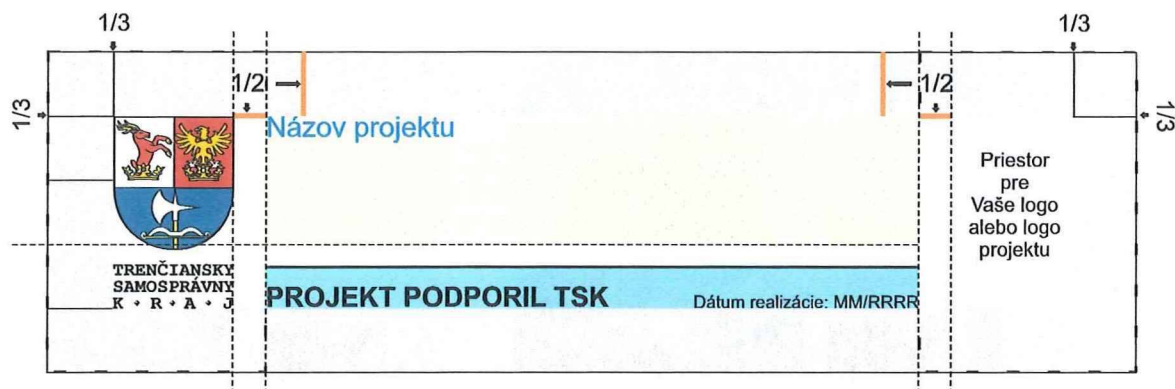 1/3
1/3
1/2
1/2
1/3
1/3
Názov projektu
Priestor
pre
Vaše logo
alebo logo
projektu
TRENČIANSKY
SAMOSPRÁVNY
K • R • A • J
PROJEKT PODPORIL TSK
Dátum realizácie: MM/RRRR